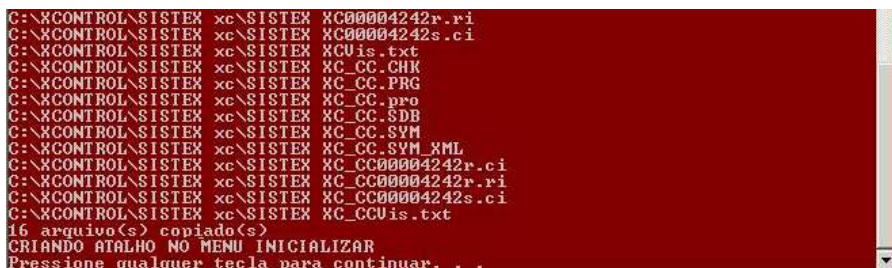 C:\XCONTROL\SISTEX xc\SISTEX XC00004242r.ri
C:\XCONTROL\SISTEX xc\SISTEX XC00004242s.ci
C:\XCONTROL\SISTEX xc\SISTEX XCVis.txt
C:\XCONTROL\SISTEX xc\SISTEX XC_CC.CHK
C:\XCONTROL\SISTEX xc\SISTEX XC_CC.PRG
C:\XCONTROL\SISTEX xc\SISTEX XC_CC.pro
C:\XCONTROL\SISTEX xc\SISTEX XC_CC.SDB
C:\XCONTROL\SISTEX xc\SISTEX XC_CC.SYM
C:\XCONTROL\SISTEX xc\SISTEX XC_CC.SYM_XML
C:\XCONTROL\SISTEX xc\SISTEX XC_CC00004242r.ci
C:\XCONTROL\SISTEX xc\SISTEX XC_CC00004242r.ri
C:\XCONTROL\SISTEX xc\SISTEX XC_CC00004242s.ci
C:\XCONTROL\SISTEX xc\SISTEX XC_CCVis.txt
16 arquivo(s) copiado(s)
CRIANDO ATALHO NO MENU INICIALIZAR
Pressione qualquer tecla para continuar. . .